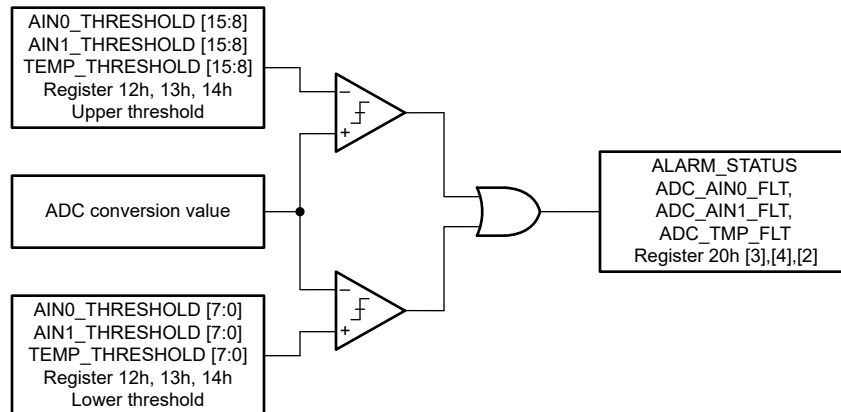 AIN0_THRESHOLD [15:8]
AIN1_THRESHOLD [15:8]
TEMP_THRESHOLD [15:8]
Register 12h, 13h, 14h
Upper threshold
−
+
ADC conversion value
ALARM_STATUS
ADC_AIN0_FLT,
ADC_AIN1_FLT,
ADC_TMP_FLT
Register 20h [3],[4],[2]
−
+
AIN0_THRESHOLD [7:0]
AIN1_THRESHOLD [7:0]
TEMP_THRESHOLD [7:0]
Register 12h, 13h, 14h
Lower threshold